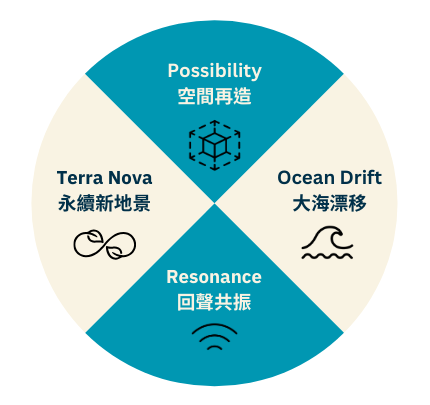 Possibility
空間再造
Terra Nova
永續新地景
Ocean Drift
大海漂移
Resonance
回聲共振